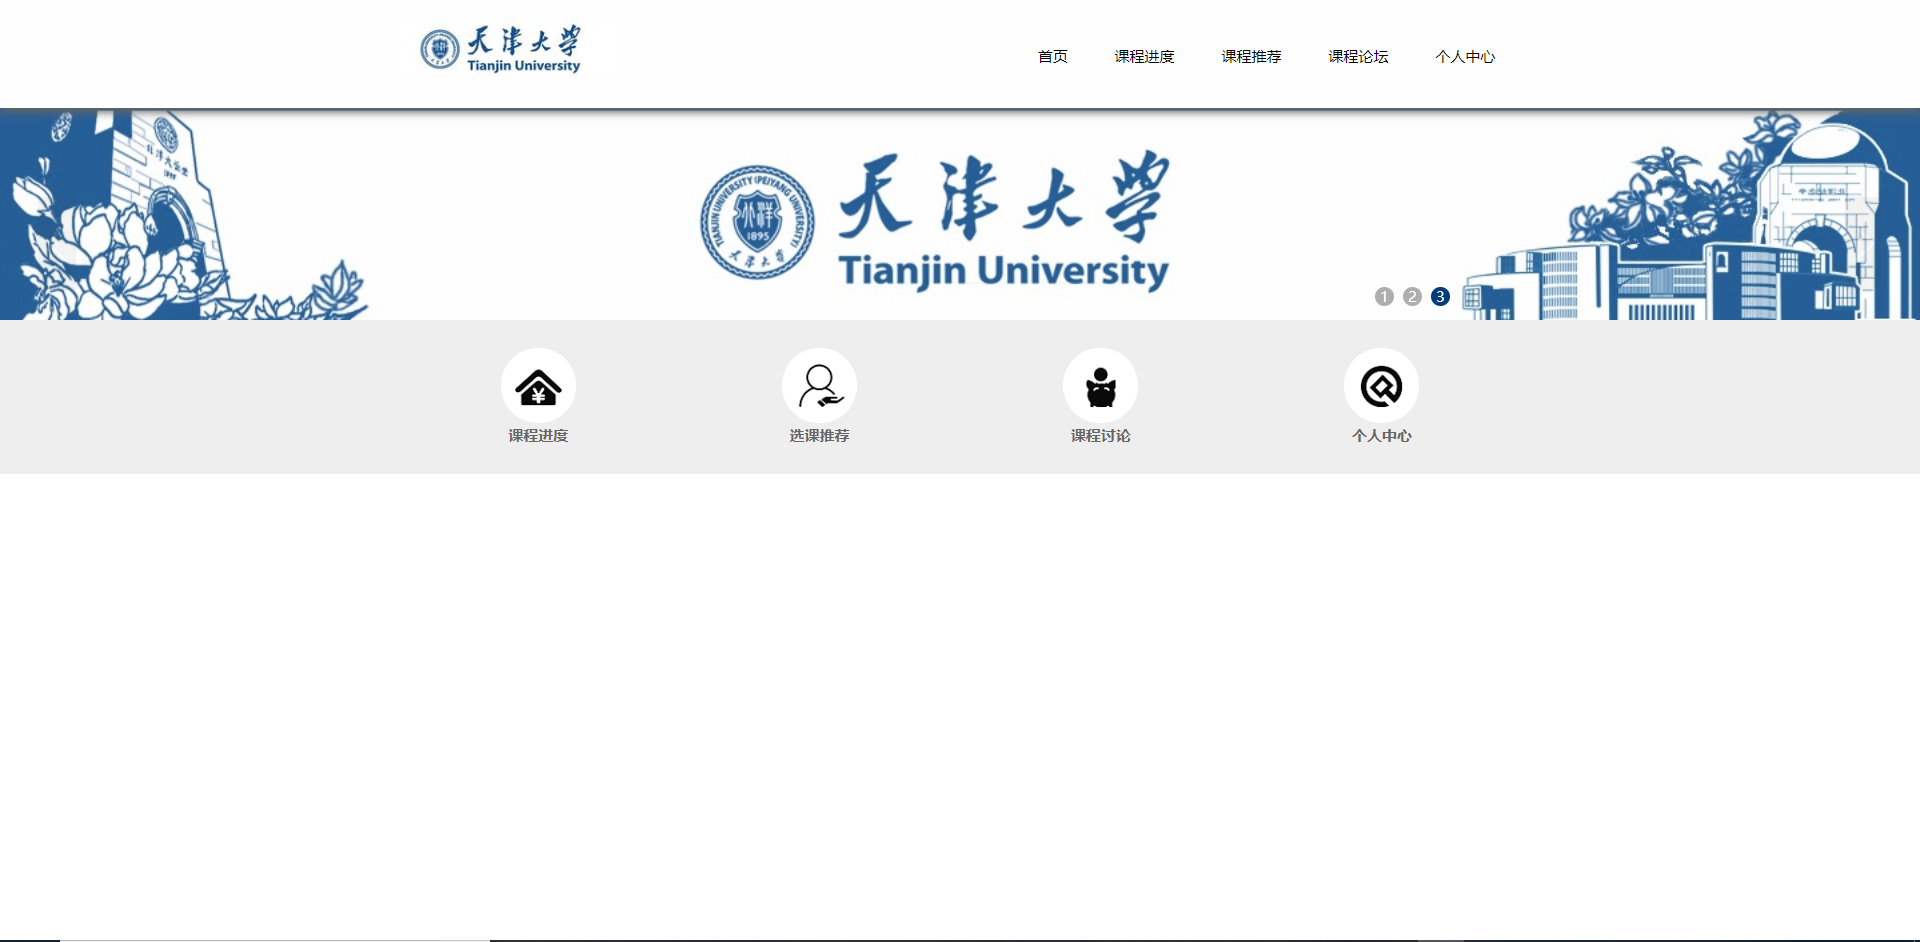 天津大学
Tianjin University
首页 课程进度 课程推荐 课程论坛 个人中心
天津大学
Tianjin University
TIANJIN UNIVERSITY (PEIYANG UNIVERSITY)
北洋
1895
天津大学
1 2 3
课程进度 选课推荐 课程讨论 个人中心